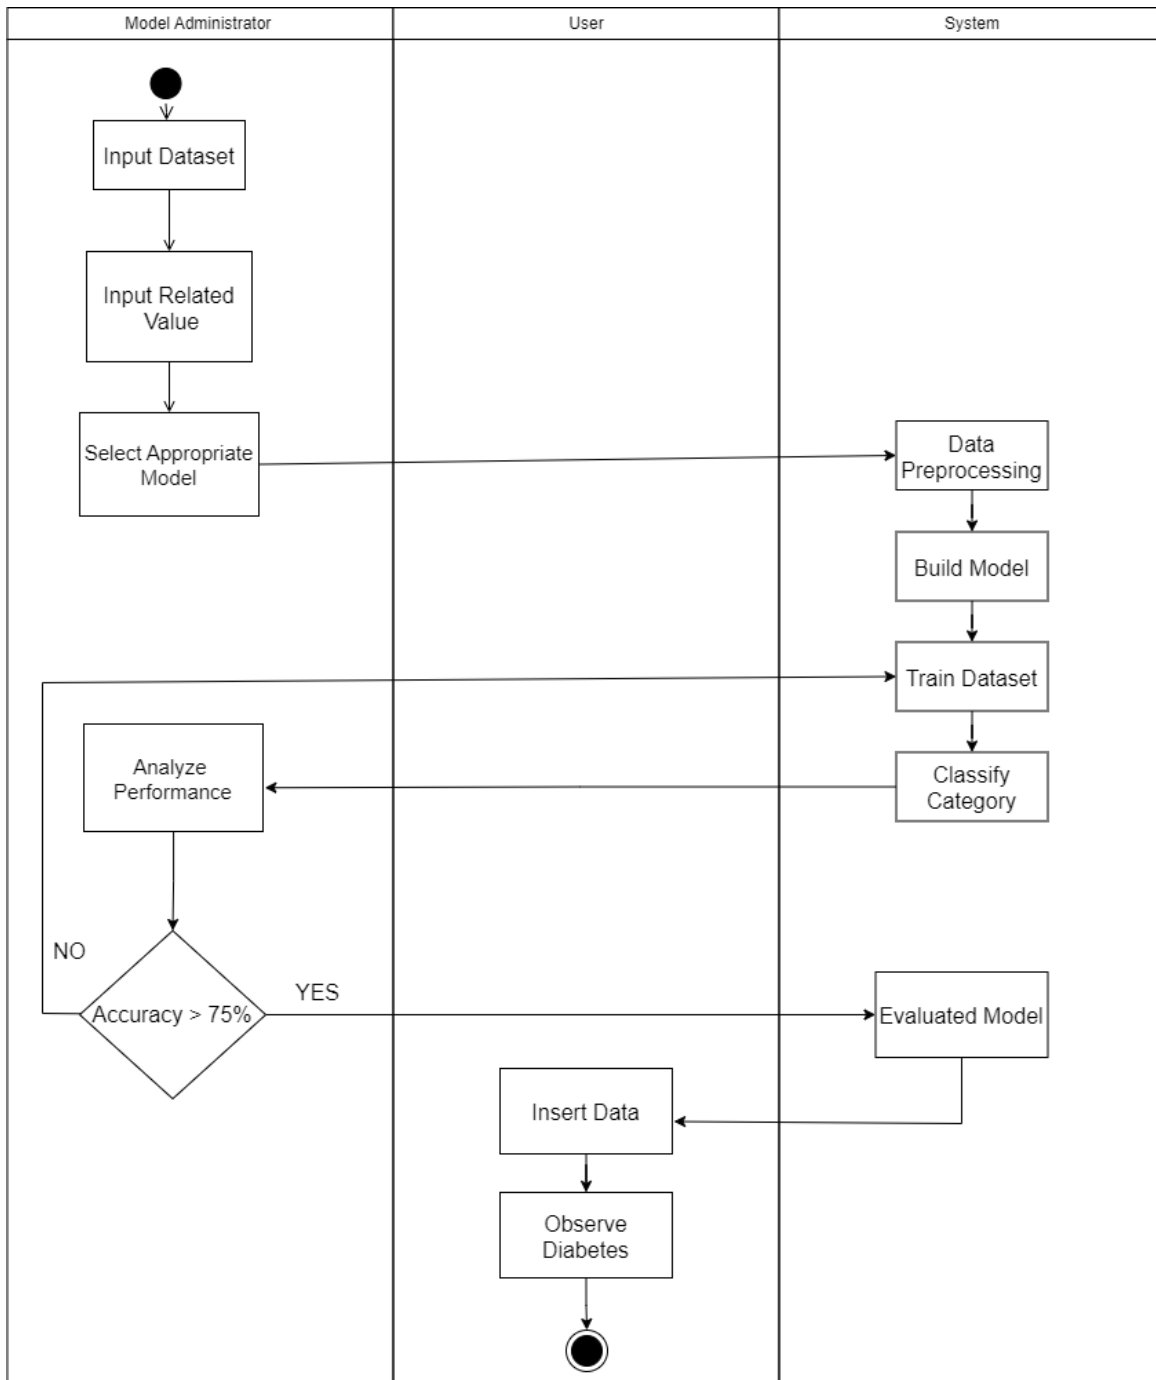 Model Administrator
User
System
Input Dataset
Input Related
Value
Select Appropriate
Model
Data
Preprocessing
Build Model
Train Dataset
Analyze
Performance
Classify
Category
NO
YES
Accuracy > 75%
Evaluated Model
Insert Data
Observe
Diabetes